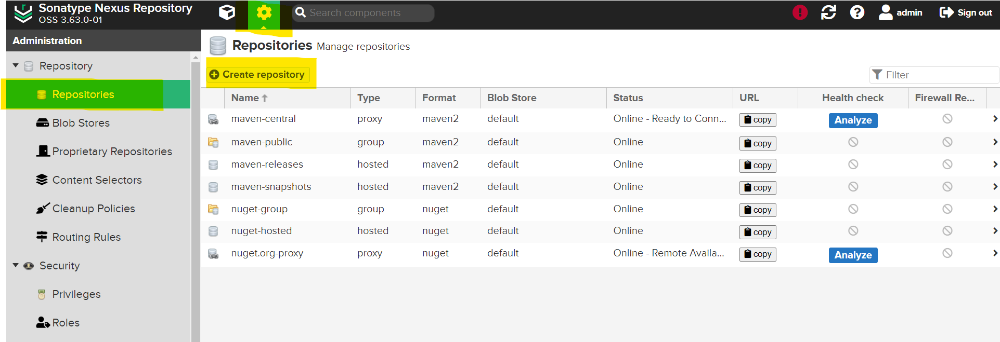 Sonatype Nexus Repository
OSS 3.63.0-01
Search components
admin
Sign out
Administration
Repository
Repositories
Blob Stores
Proprietary Repositories
Content Selectors
Cleanup Policies
Routing Rules
Security
Privileges
Roles
Repositories Manage repositories
Create repository
Filter
Name Type Format Blob Store Status URL Health check Firewall Re...
maven-central proxy maven2 default Online - Ready to Conn... copy Analyze
maven-public group maven2 default Online copy
maven-releases hosted maven2 default Online copy
maven-snapshots hosted maven2 default Online copy
nuget-group group nuget default Online copy
nuget-hosted hosted nuget default Online copy
nuget.org-proxy proxy nuget default Online - Remote Availa... copy Analyze